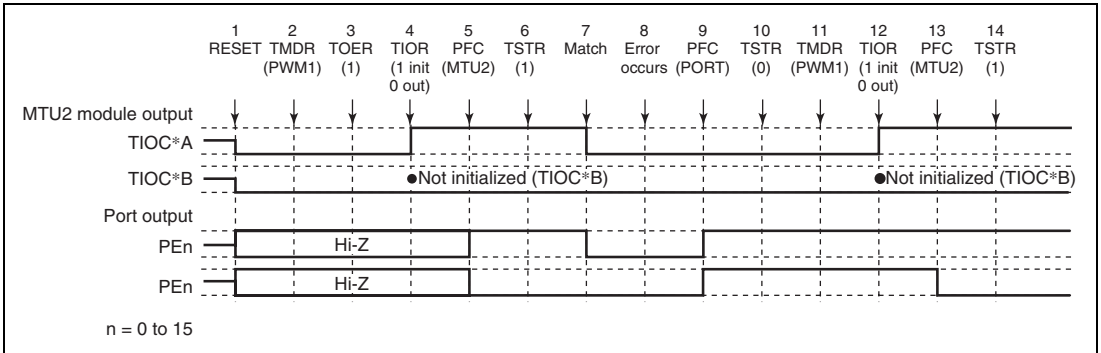 1 2 3 4 5 6 7 8 9 10 11 12 13 14
RESET TMDR TOER TIOR PFC TSTR Match Error PFC TSTR TMDR TIOR PFC TSTR
(PWM1) (1) (1 init (MTU2) (1) occurs (PORT) (0) (PWM1) (1 init (MTU2) (1)
0 out) 0 out)
MTU2 module output
TIOC*A
TIOC*B ●Not initialized (TIOC*B) ●Not initialized (TIOC*B)
Port output
PEn Hi-Z
PEn Hi-Z
n = 0 to 15